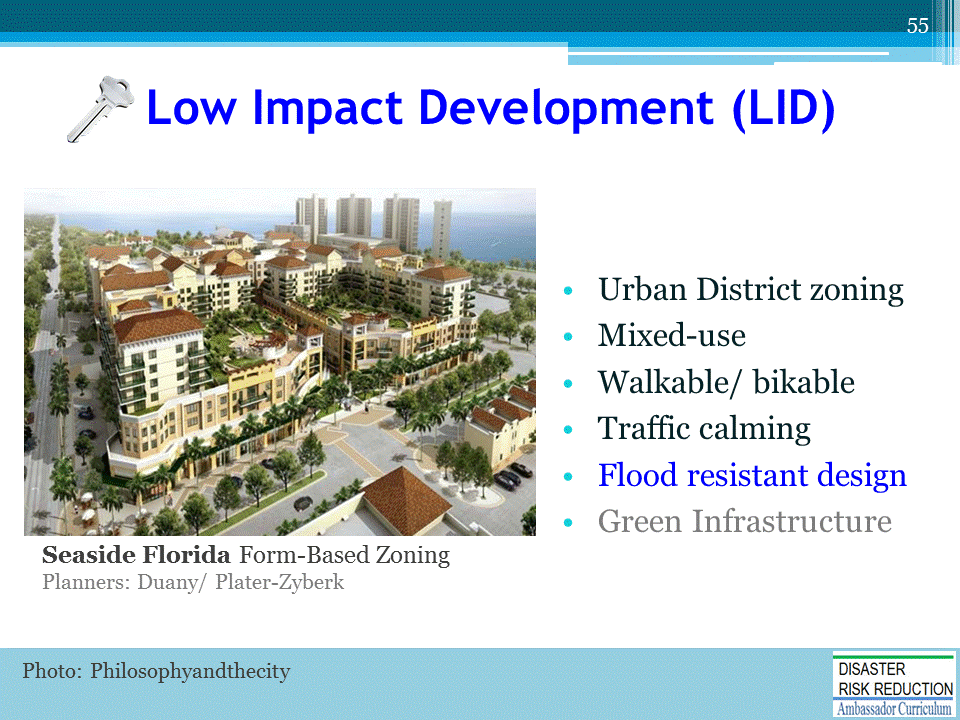 55
Low Impact Development (LID)
• Urban District zoning
• Mixed-use
• Walkable/ bikable
• Traffic calming
• Flood resistant design
• Green Infrastructure
Seaside Florida Form-Based Zoning
Planners: Duany/ Plater-Zyberk
Photo: Philosophyandthecity
DISASTER
RISK REDUCTION
Ambassador Curriculum